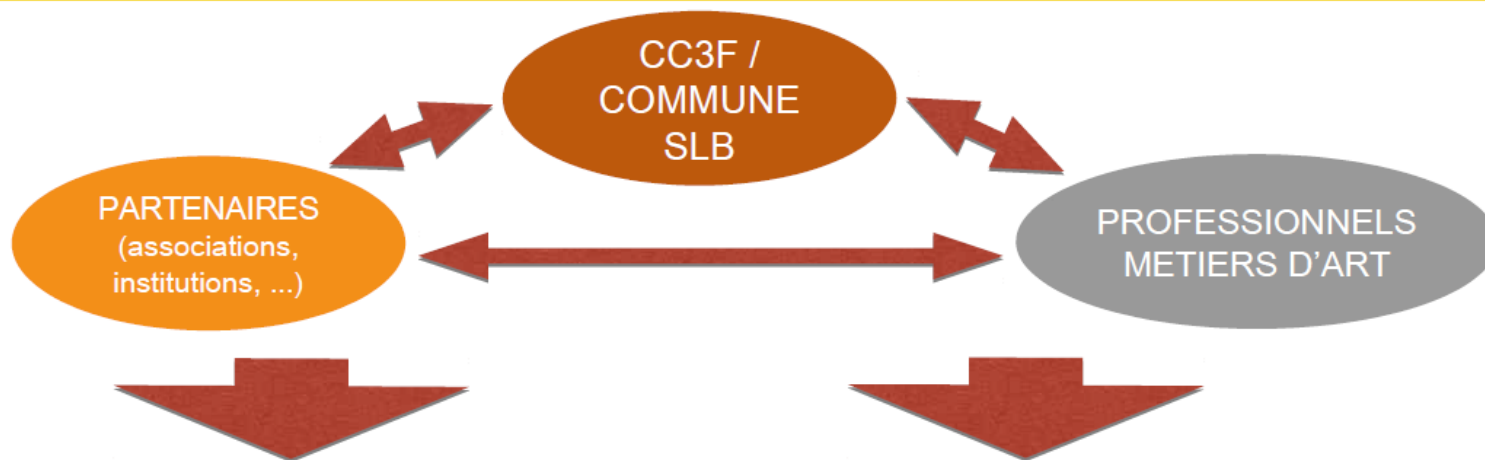 CC3F /
COMMUNE
SLB
PARTENAIRES
(associations,
institutions, ...)
PROFESSIONNELS
METIERS D'ART